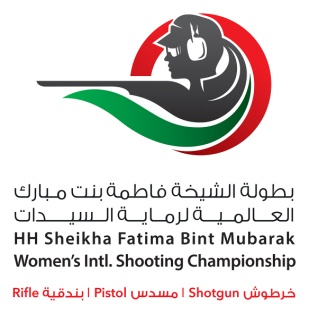 بطولة الشيخة فاطمة بنت مبارك
العالمية لرماية السيدات
HH Sheikha Fatima Bint Mubarak
Women's Intl. Shooting Championship
Rifle بندقية | Pistol مسدس | Shotgun خرطوش